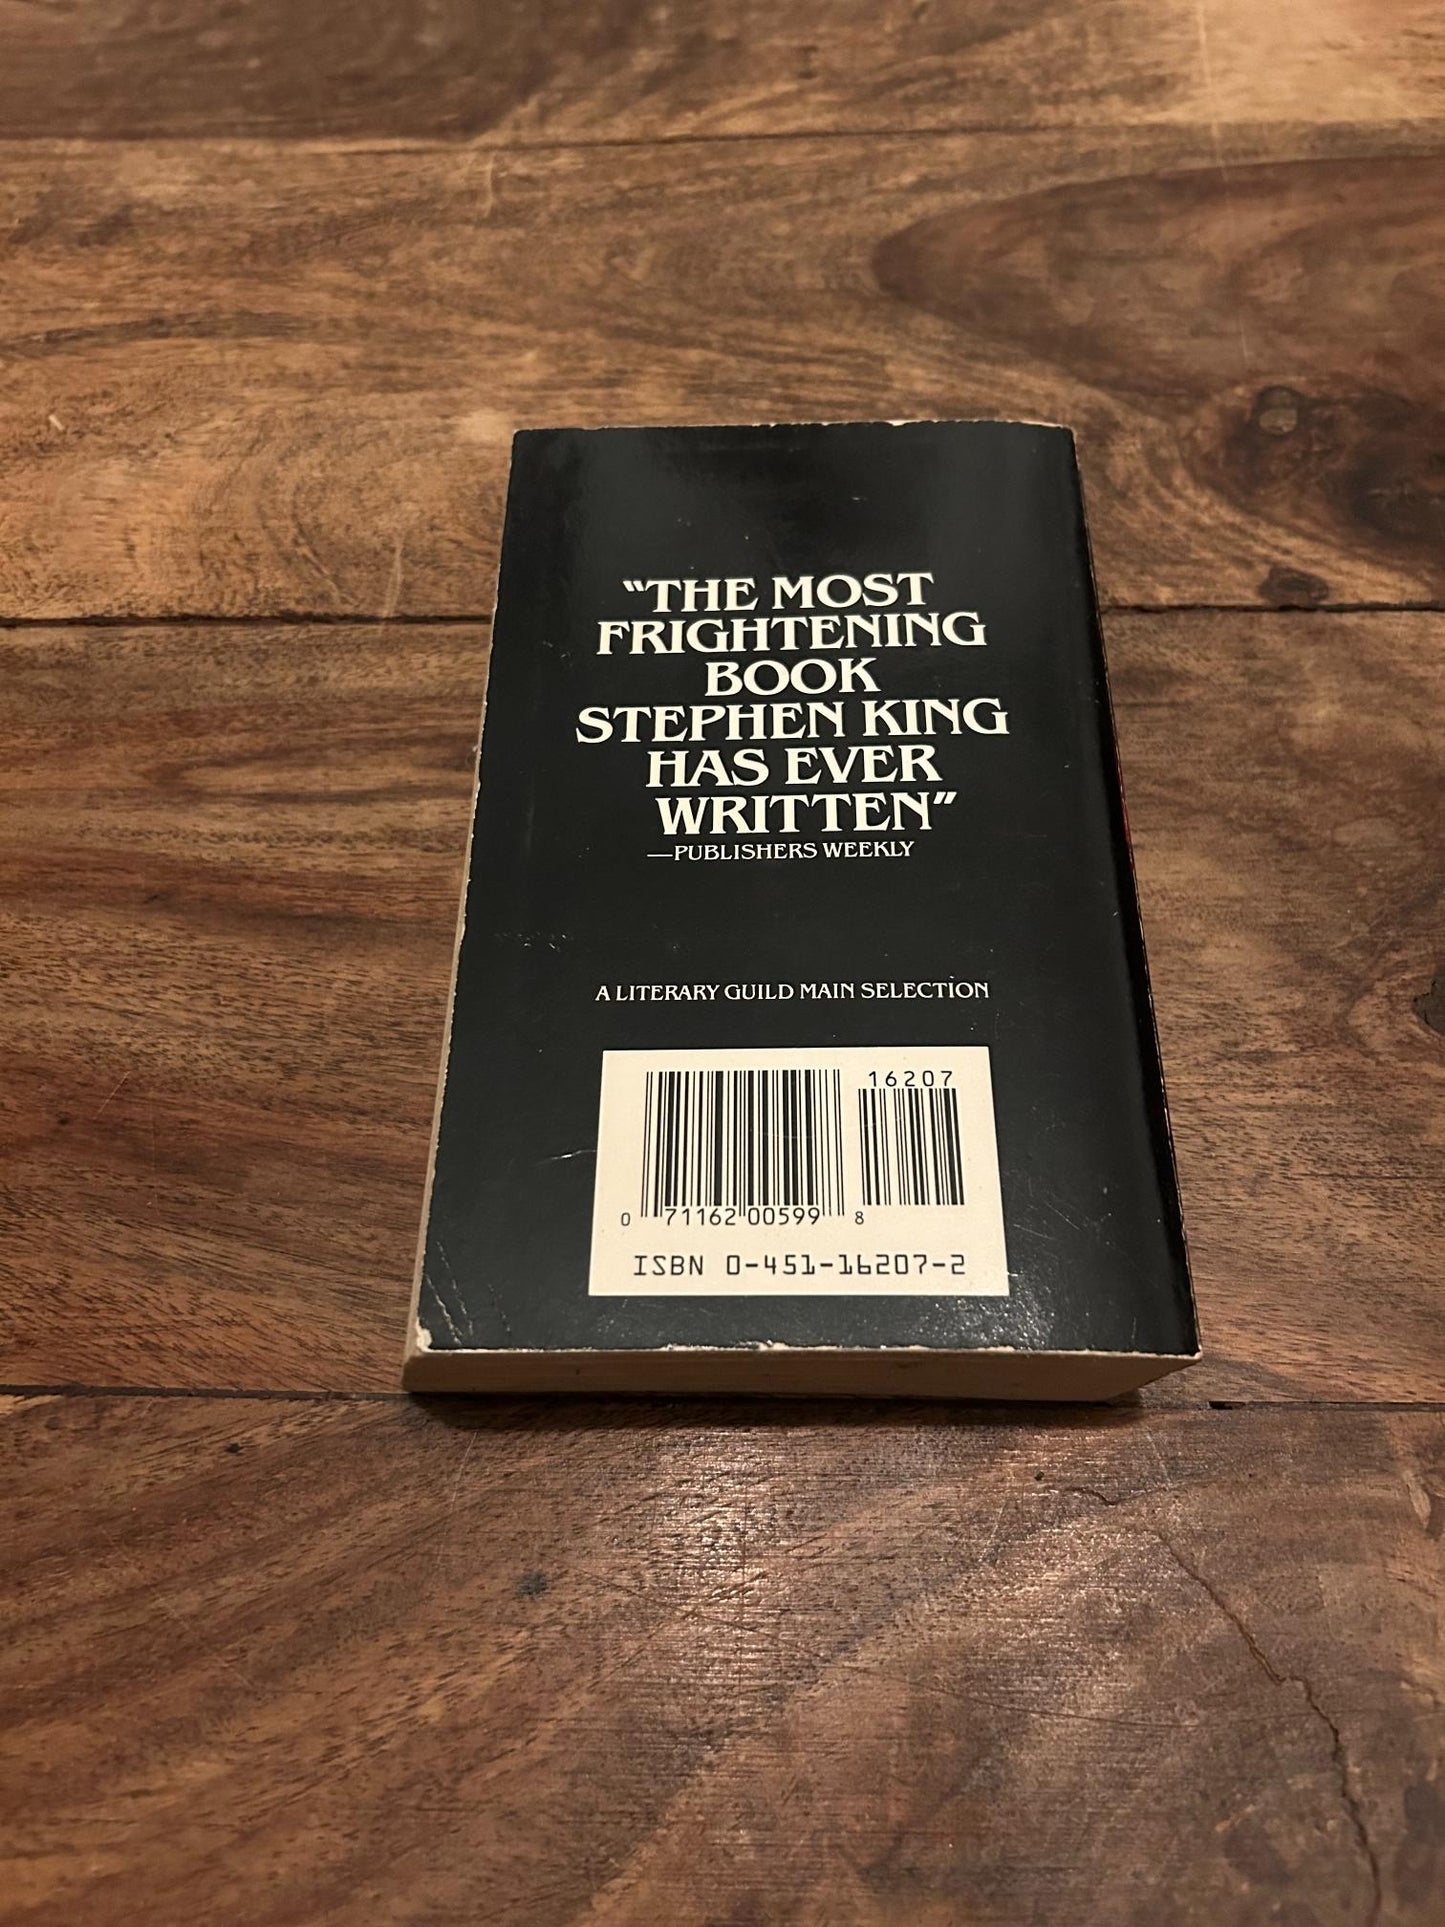 “THE MOST
FRIGHTENING
BOOK
STEPHEN KING
HAS EVER
WRITTEN”
—PUBLISHERS WEEKLY
A LITERARY GUILD MAIN SELECTION
16207
0 71162 00599 8
ISBN 0-451-16207-2